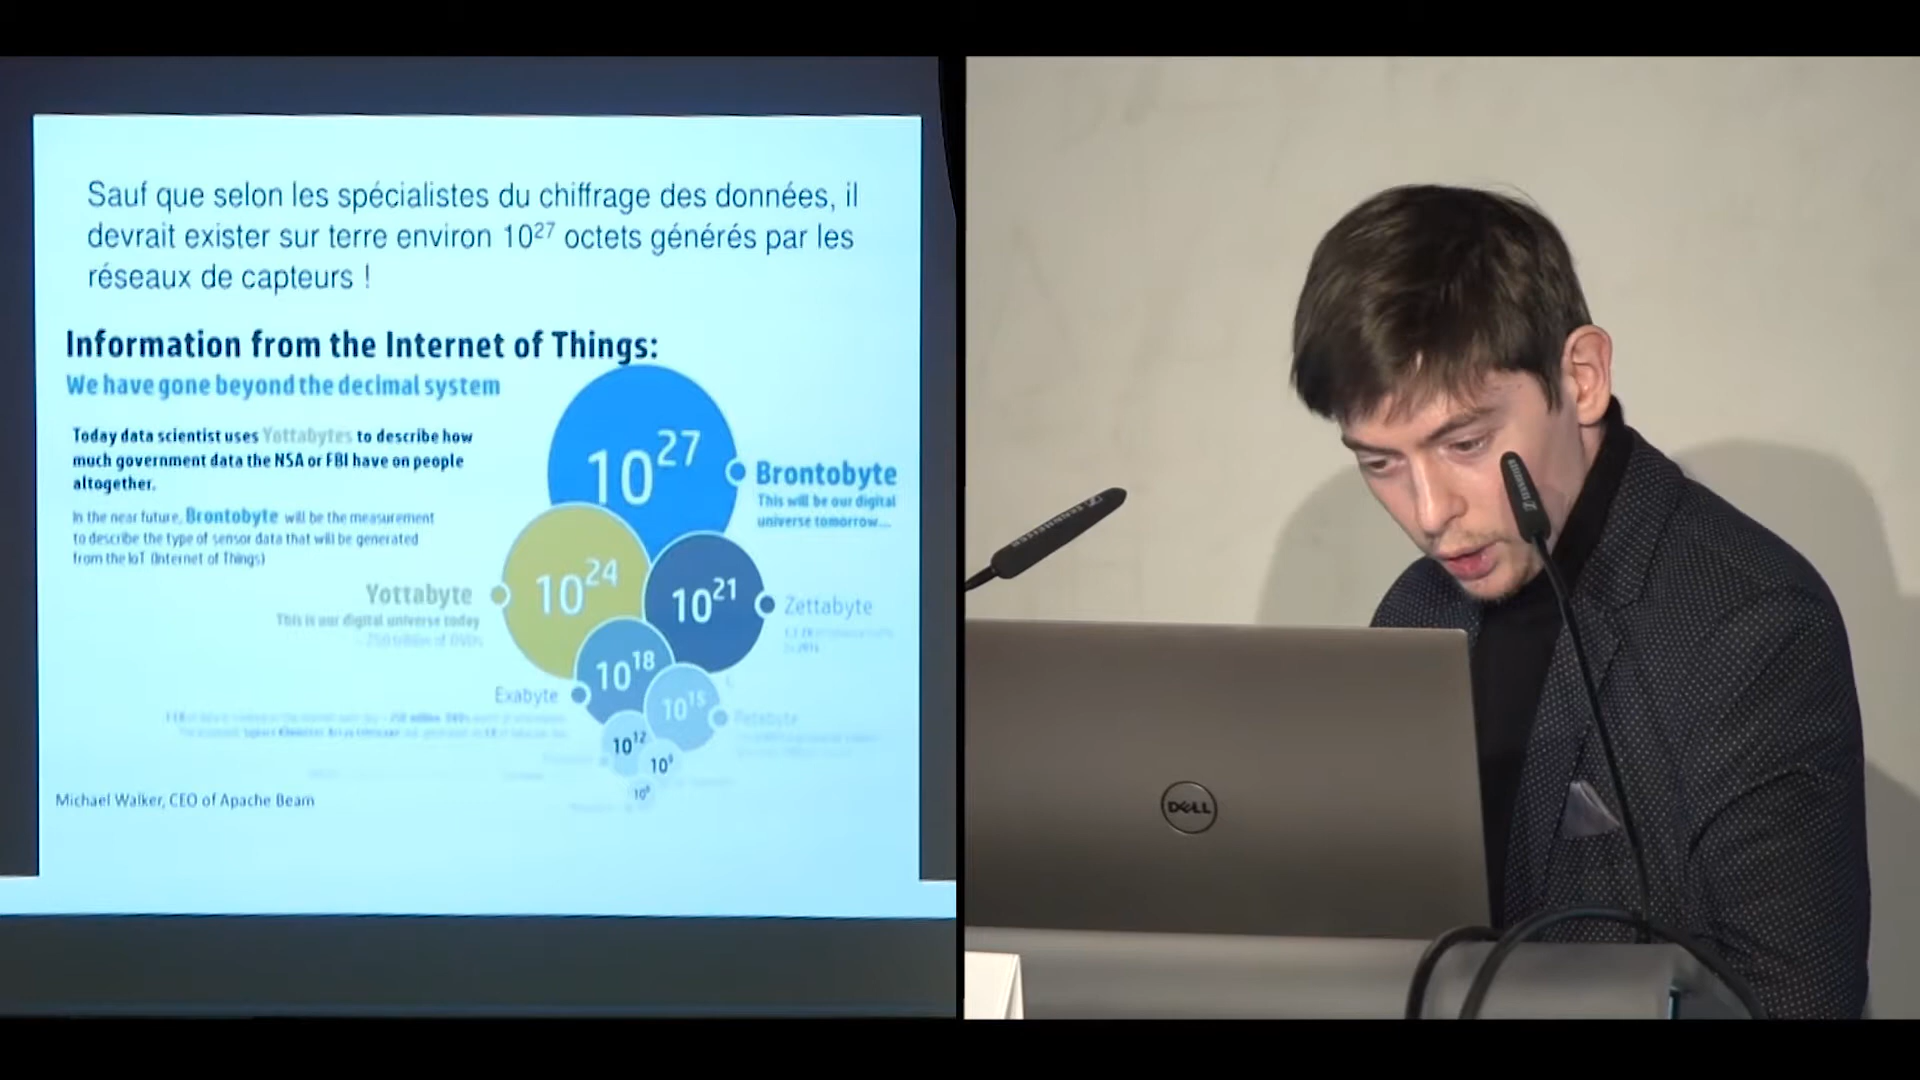 Sauf que selon les spécialistes du chiffrage des données, il
devrait exister sur terre environ 10²⁷ octets générés par les
réseaux de capteurs !
Information from the Internet of Things:
We have gone beyond the decimal system
Today data scientist uses Yottabytes to describe how
much government data the NSA or FBI have on people
altogether.
In the near future, Brontobyte will be the measurement
to describe the type of sensor data that will be generated
from the IoT (Internet of Things)
10²⁷
Brontobyte
This will be our digital
universe tomorrow...
10²⁴
Yottabyte
This is our digital universe today
10²¹
Zettabyte
10¹⁸
Exabyte
10¹⁵
Petabyte
10¹²
10⁹
10⁶
Michael Walker, CEO of Apache Beam
DELL
SENNHEISER
SENNHEISER